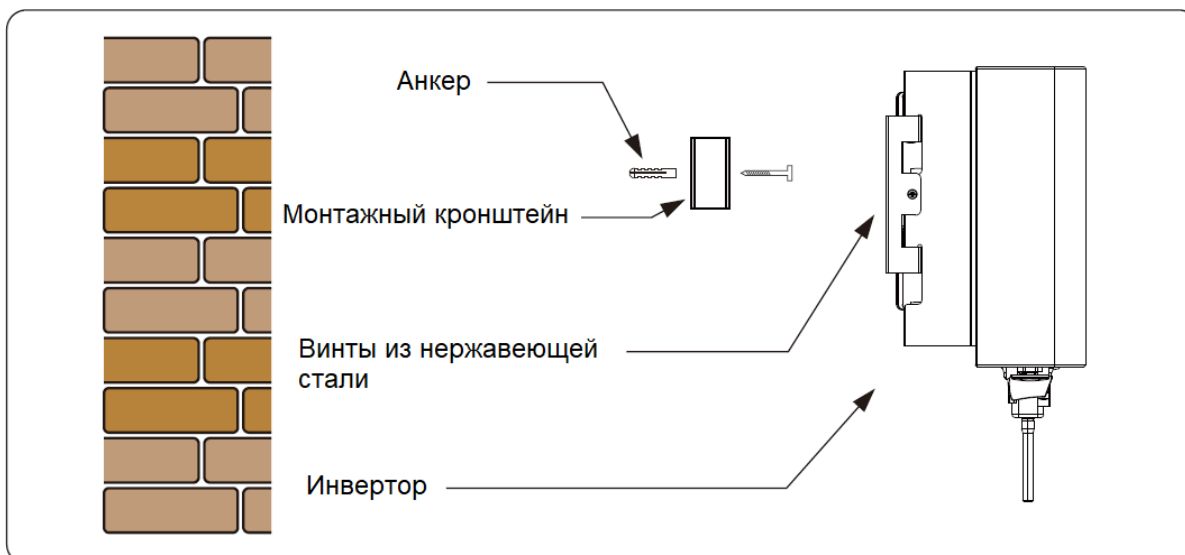 Анкер
Монтажный кронштейн
Винты из нержавеющей
стали
Инвертор